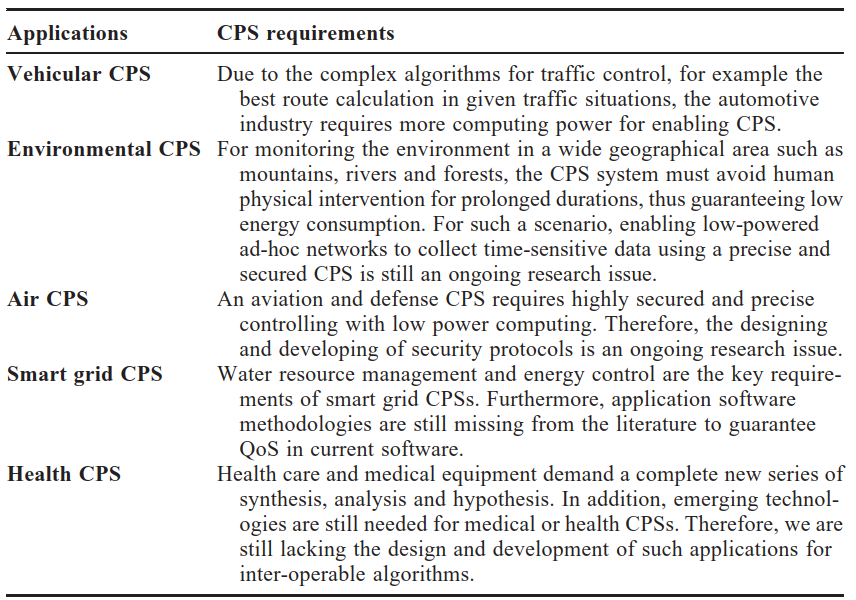 Applications CPS requirements
Vehicular CPS Due to the complex algorithms for traffic control, for example the
best route calculation in given traffic situations, the automotive
industry requires more computing power for enabling CPS.
Environmental CPS For monitoring the environment in a wide geographical area such as
mountains, rivers and forests, the CPS system must avoid human
physical intervention for prolonged durations, thus guaranteeing low
energy consumption. For such a scenario, enabling low-powered
ad-hoc networks to collect time-sensitive data using a precise and
secured CPS is still an ongoing research issue.
Air CPS An aviation and defense CPS requires highly secured and precise
controlling with low power computing. Therefore, the designing
and developing of security protocols is an ongoing research issue.
Smart grid CPS Water resource management and energy control are the key require-
ments of smart grid CPSs. Furthermore, application software
methodologies are still missing from the literature to guarantee
QoS in current software.
Health CPS Health care and medical equipment demand a complete new series of
synthesis, analysis and hypothesis. In addition, emerging technol-
ogies are still needed for medical or health CPSs. Therefore, we are
still lacking the design and development of such applications for
inter-operable algorithms.